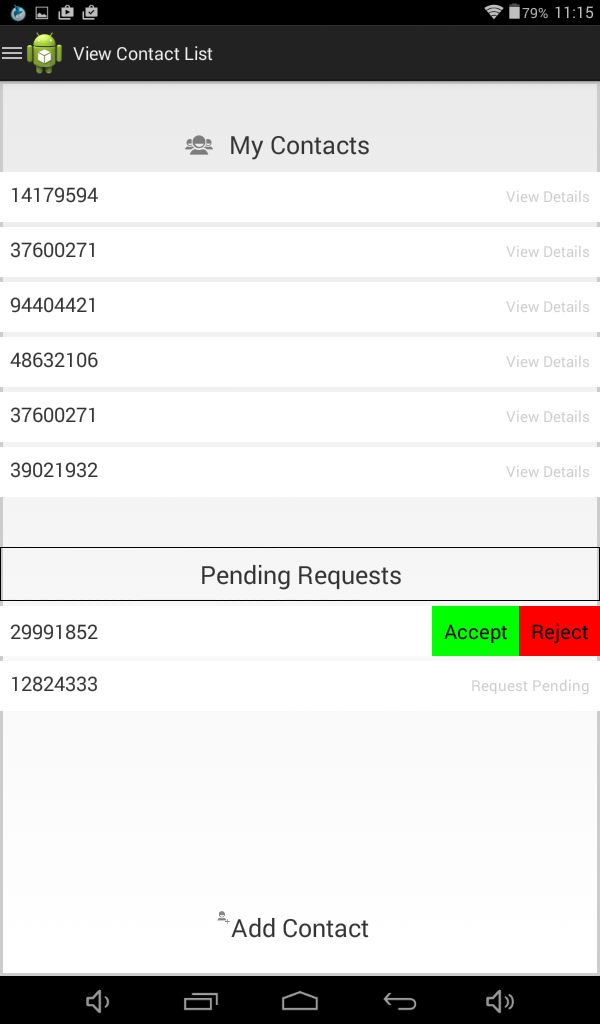 79% 11:15
View Contact List
My Contacts
14179594 View Details
37600271 View Details
94404421 View Details
48632106 View Details
37600271 View Details
39021932 View Details
Pending Requests
29991852 Accept Reject
12824333 Request Pending
Add Contact